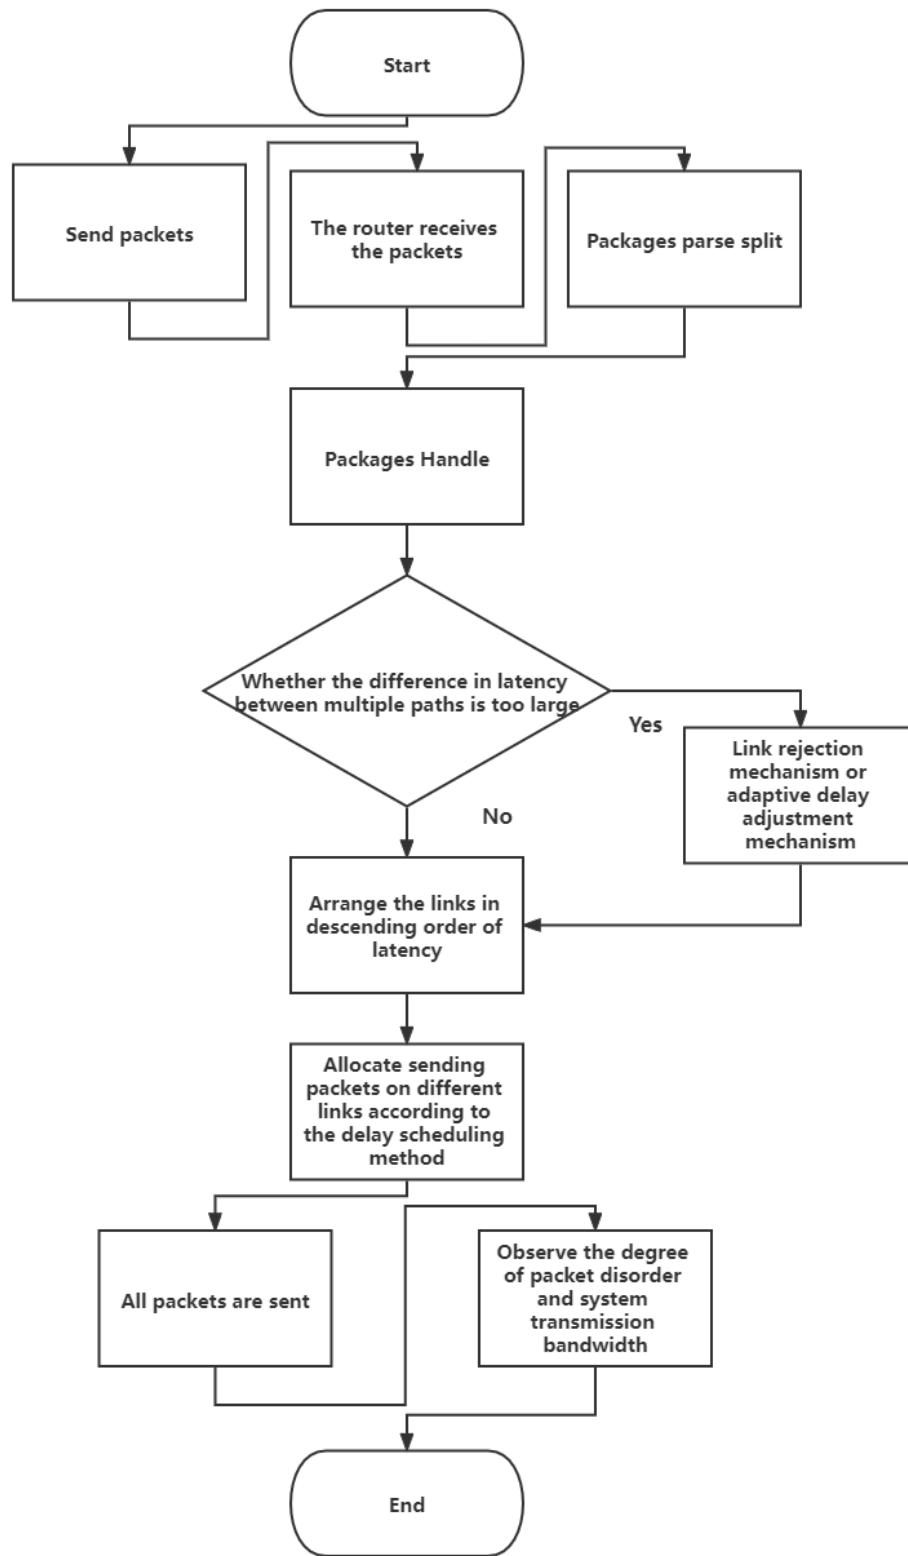 Start
Send packets
The router receives
the packets
Packages parse split
Packages Handle
Whether the difference in latency
between multiple paths is too large
Yes
Link rejection
mechanism or
adaptive delay
adjustment
mechanism
No
Arrange the links in
descending order of
latency
Allocate sending
packets on different
links according to
the delay scheduling
method
All packets are sent
Observe the degree
of packet disorder
and system
transmission
bandwidth
End